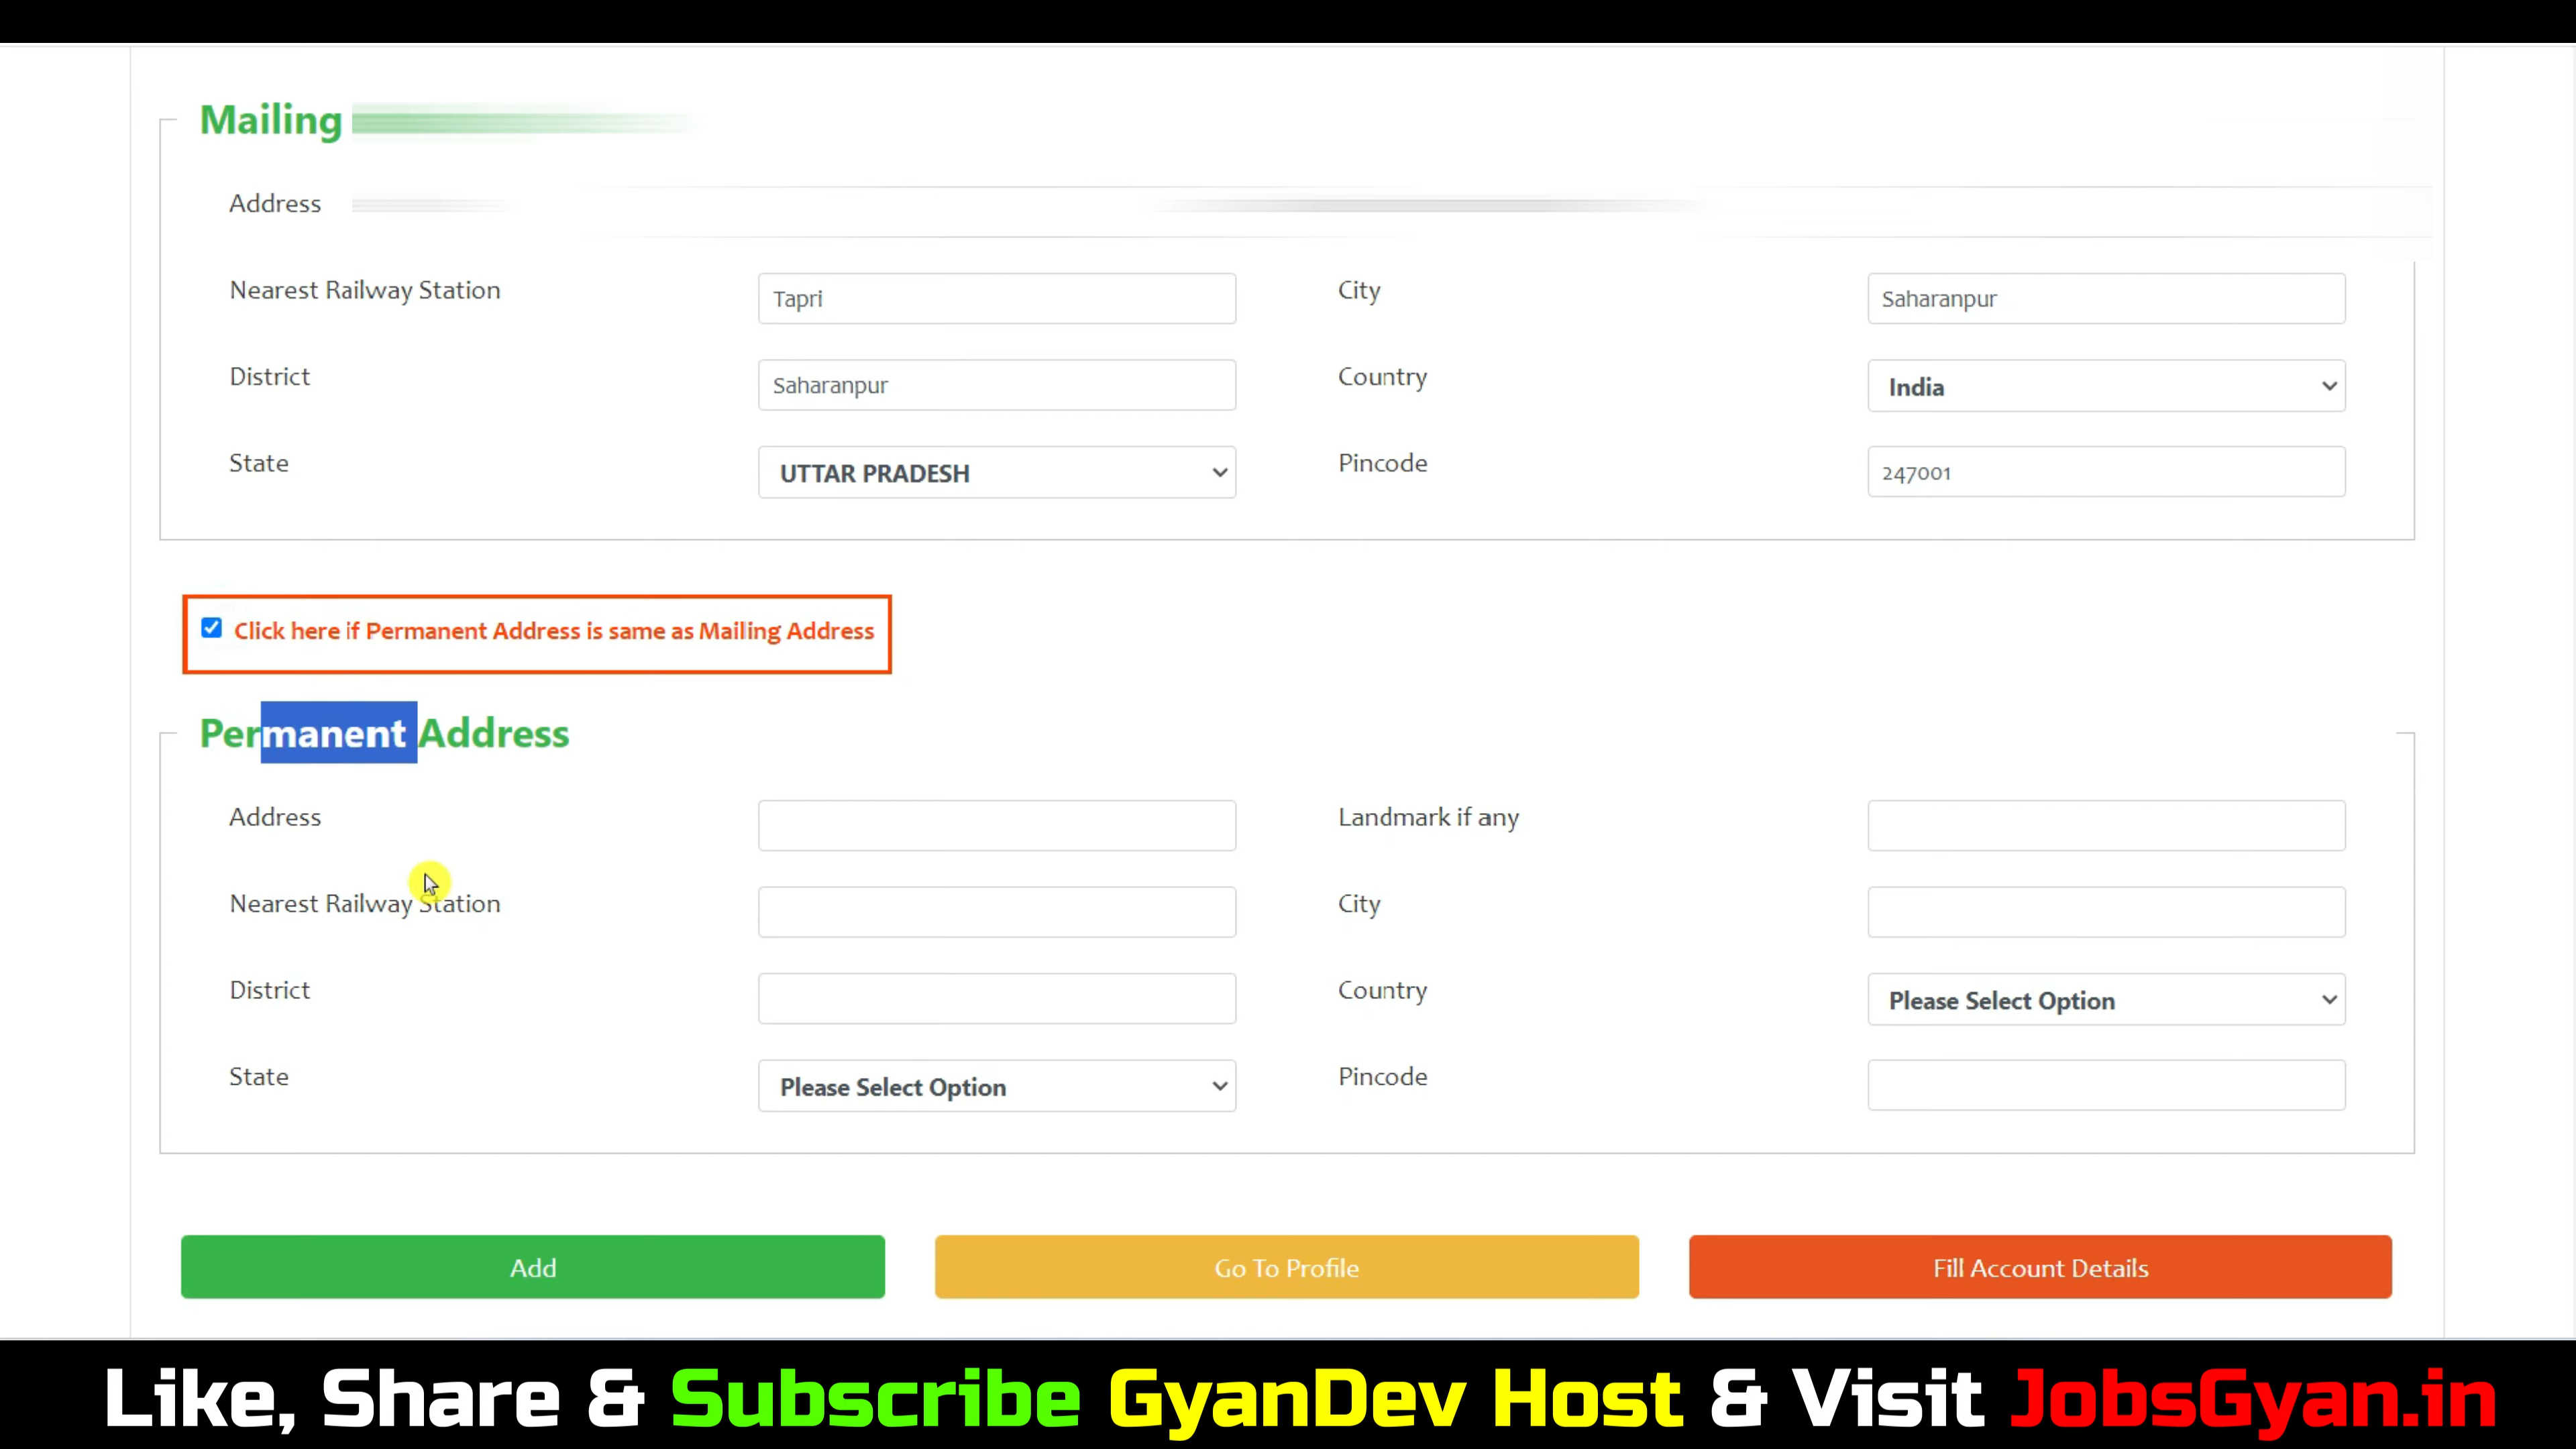 Mailing
Address
Nearest Railway Station Tapri City Saharanpur
District Saharanpur Country India
State UTTAR PRADESH Pincode 247001
Click here if Permanent Address is same as Mailing Address
Permanent Address
Address Landmark if any
Nearest Railway Station City
District Country Please Select Option
State Please Select Option Pincode
Add Go To Profile Fill Account Details
Like, Share & Subscribe GyanDev Host & Visit JobsGyan.in